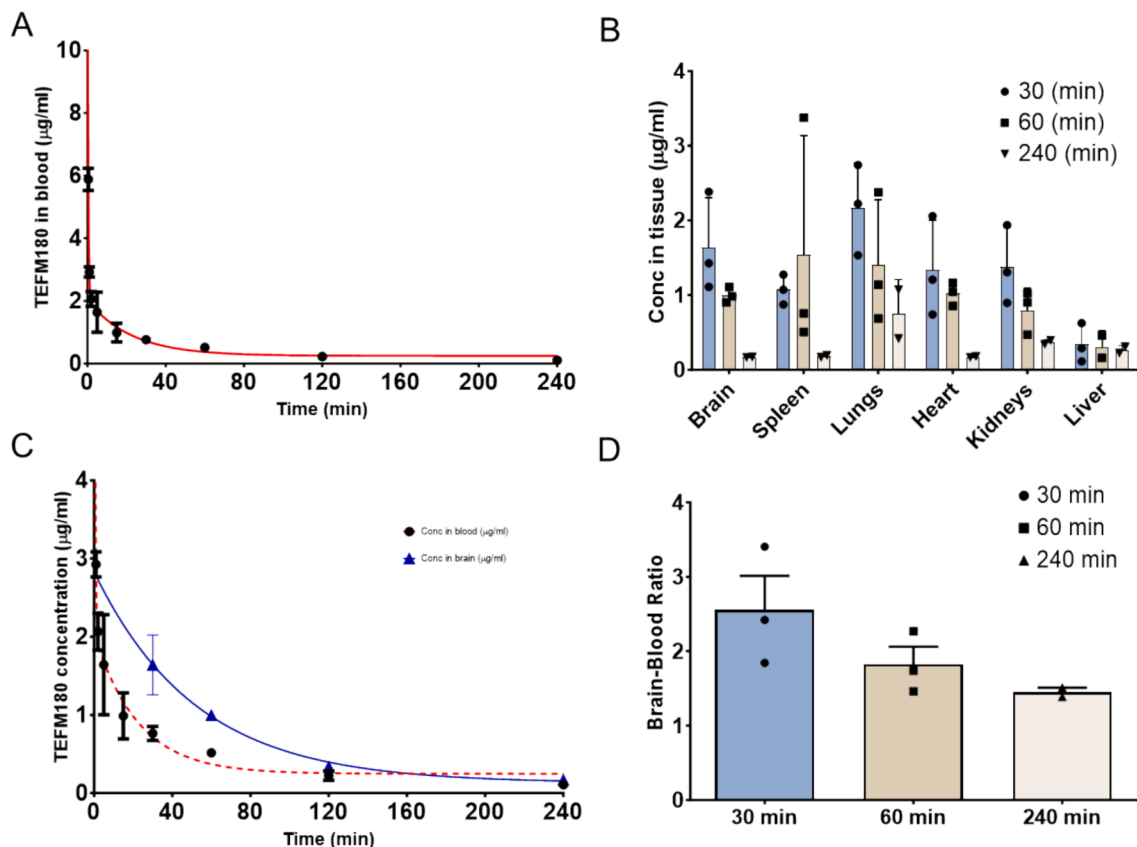 A
TEFM180 in blood (μg/ml)
10
8
6
4
2
0
0 40 80 120 160 200 240
Time (min)
B
Conc in tissue (μg/ml)
4
3
2
1
0
30 (min)
60 (min)
240 (min)
Brain Spleen Lungs Heart Kidneys Liver
C
TEFM180 concentration (μg/ml)
4
3
2
1
0
Conc in blood (μg/ml)
Conc in brain (μg/ml)
0 40 80 120 160 200 240
Time (min)
D
Brain-Blood Ratio
4
3
2
1
0
30 min
60 min
240 min
30 min 60 min 240 min